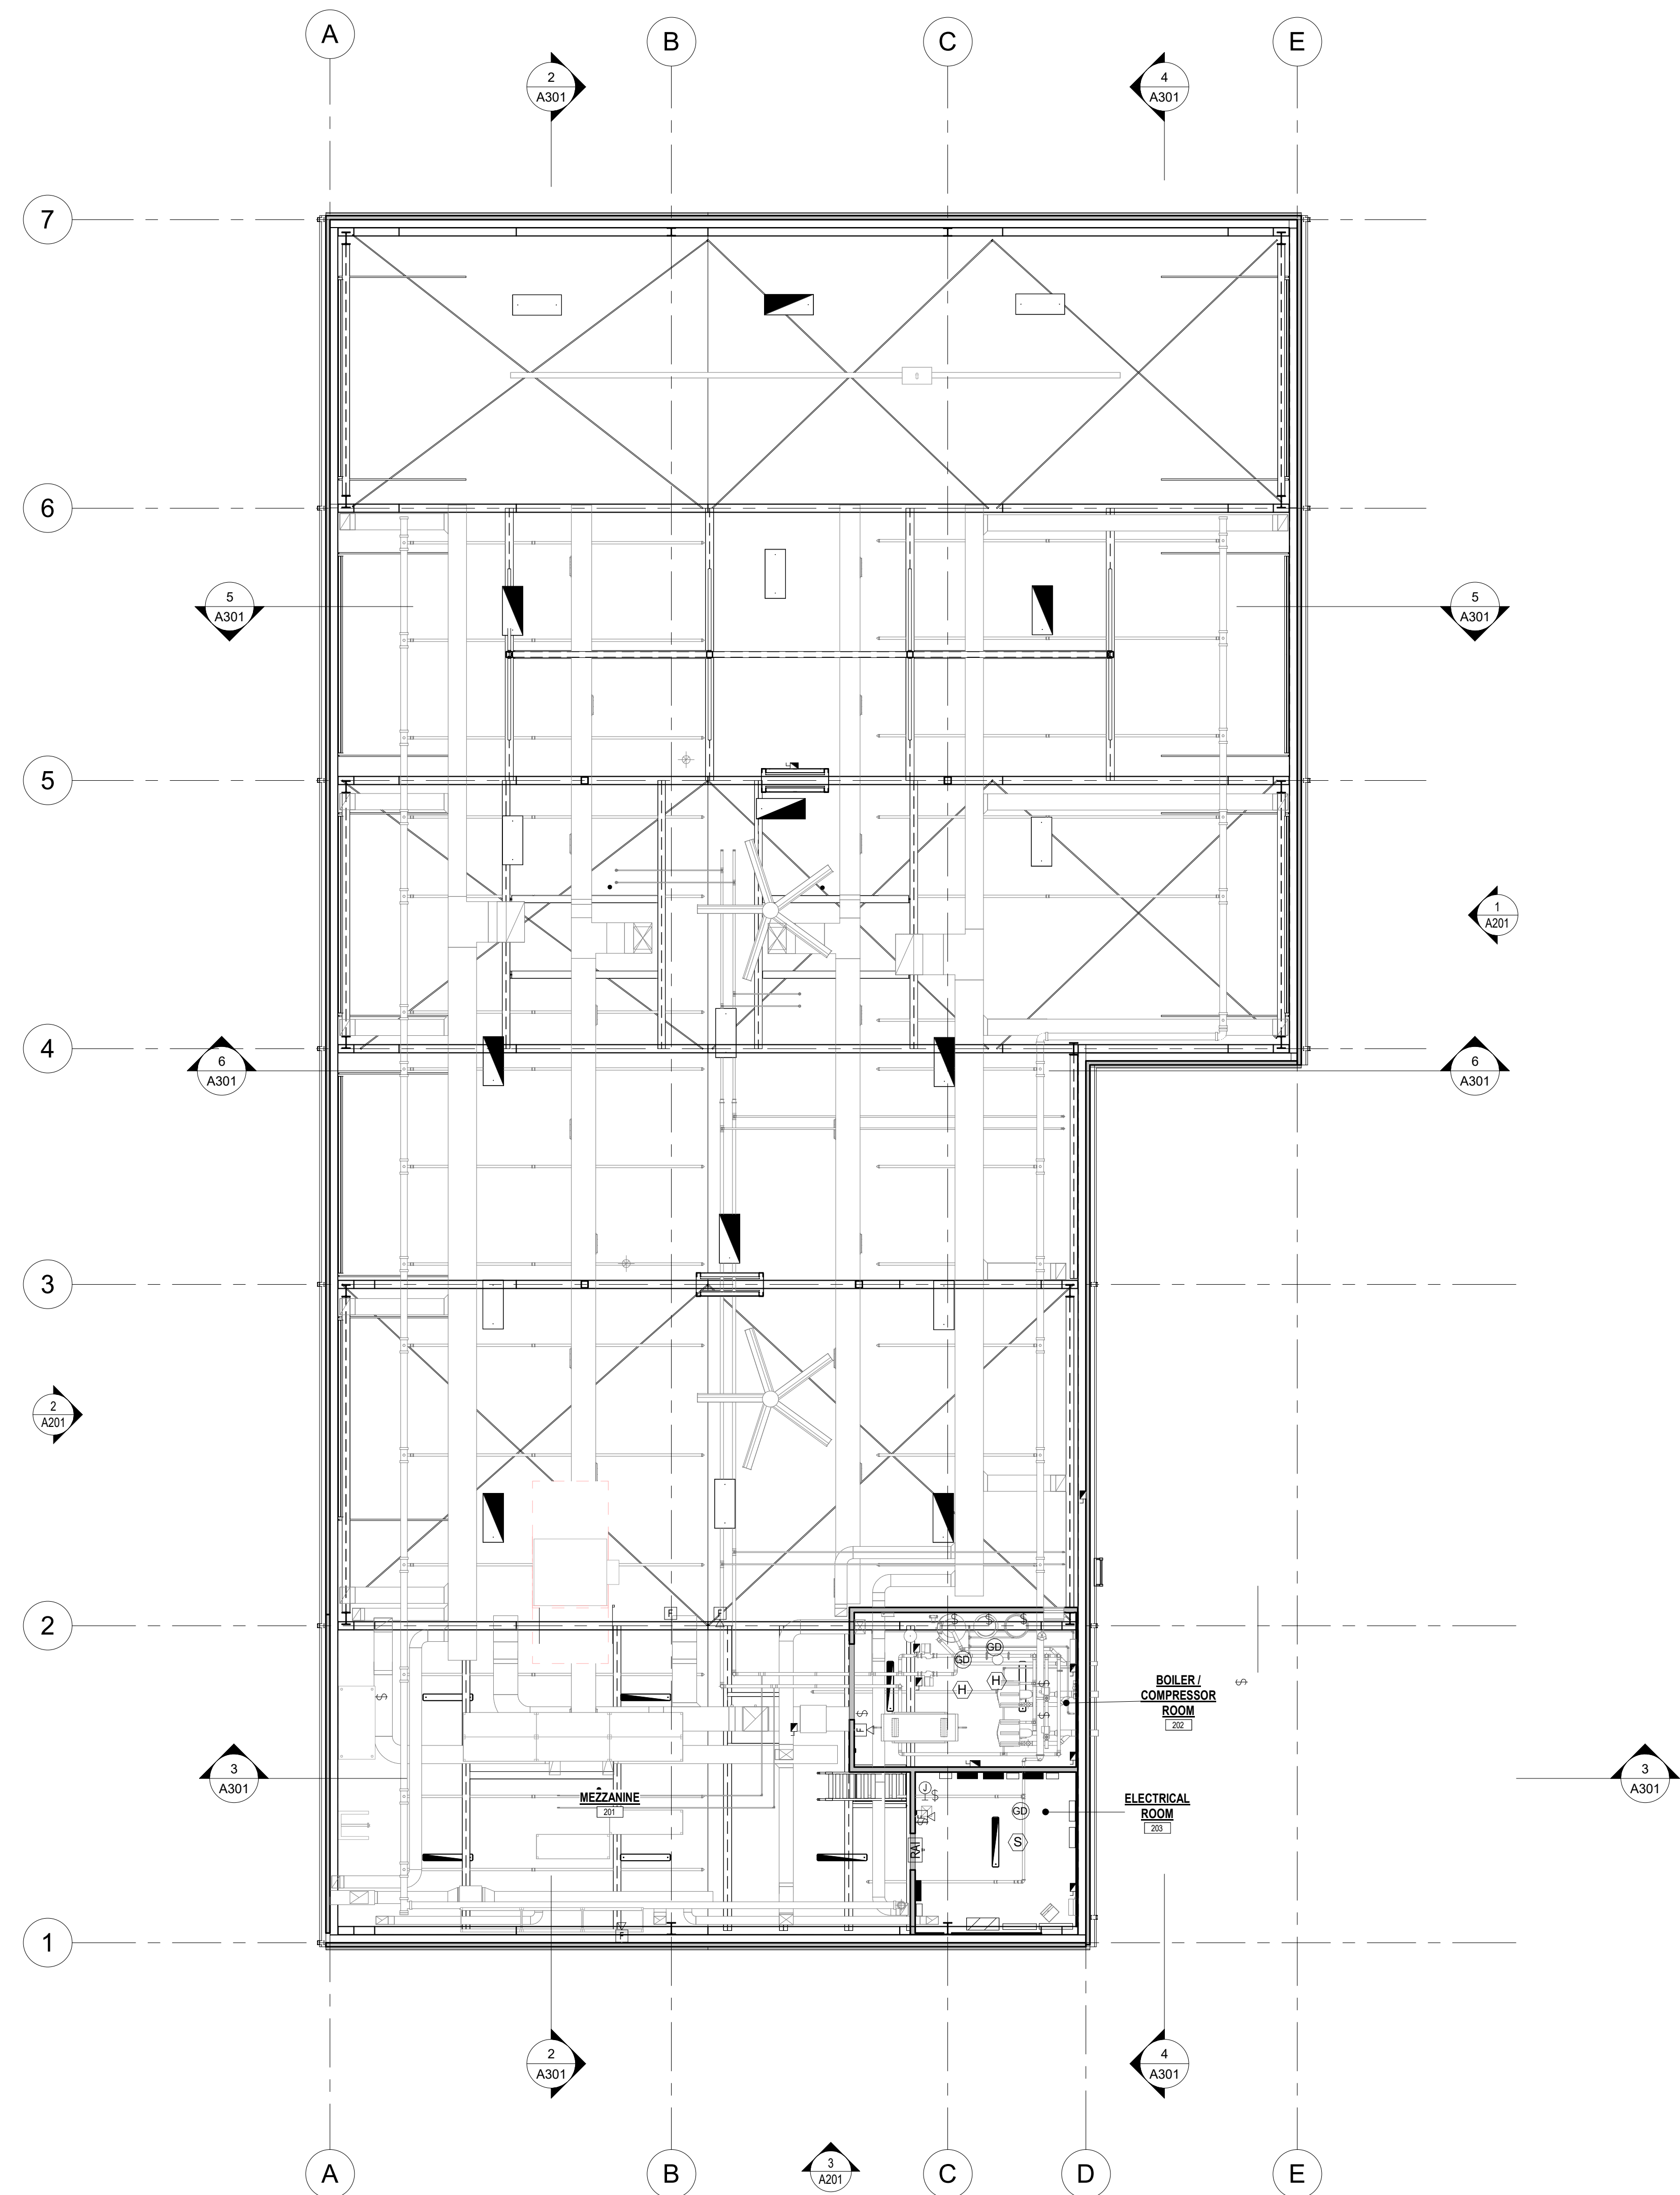 A
B
C
E
2
A301
4
A301
7
6
5
A301
5
A301
5
1
A201
4
6
A301
6
A301
3
2
A201
F
F
2
$
$
$
GD
GD
H
H
$
$
$
$
$
F
BOILER /
COMPRESSOR
ROOM
202
3
A301
3
A301
MEZZANINE
201
J
$
GD
ELECTRICAL
ROOM
203
S
RAI
F
1
2
A301
4
A301
3
A201
A
B
C
D
E